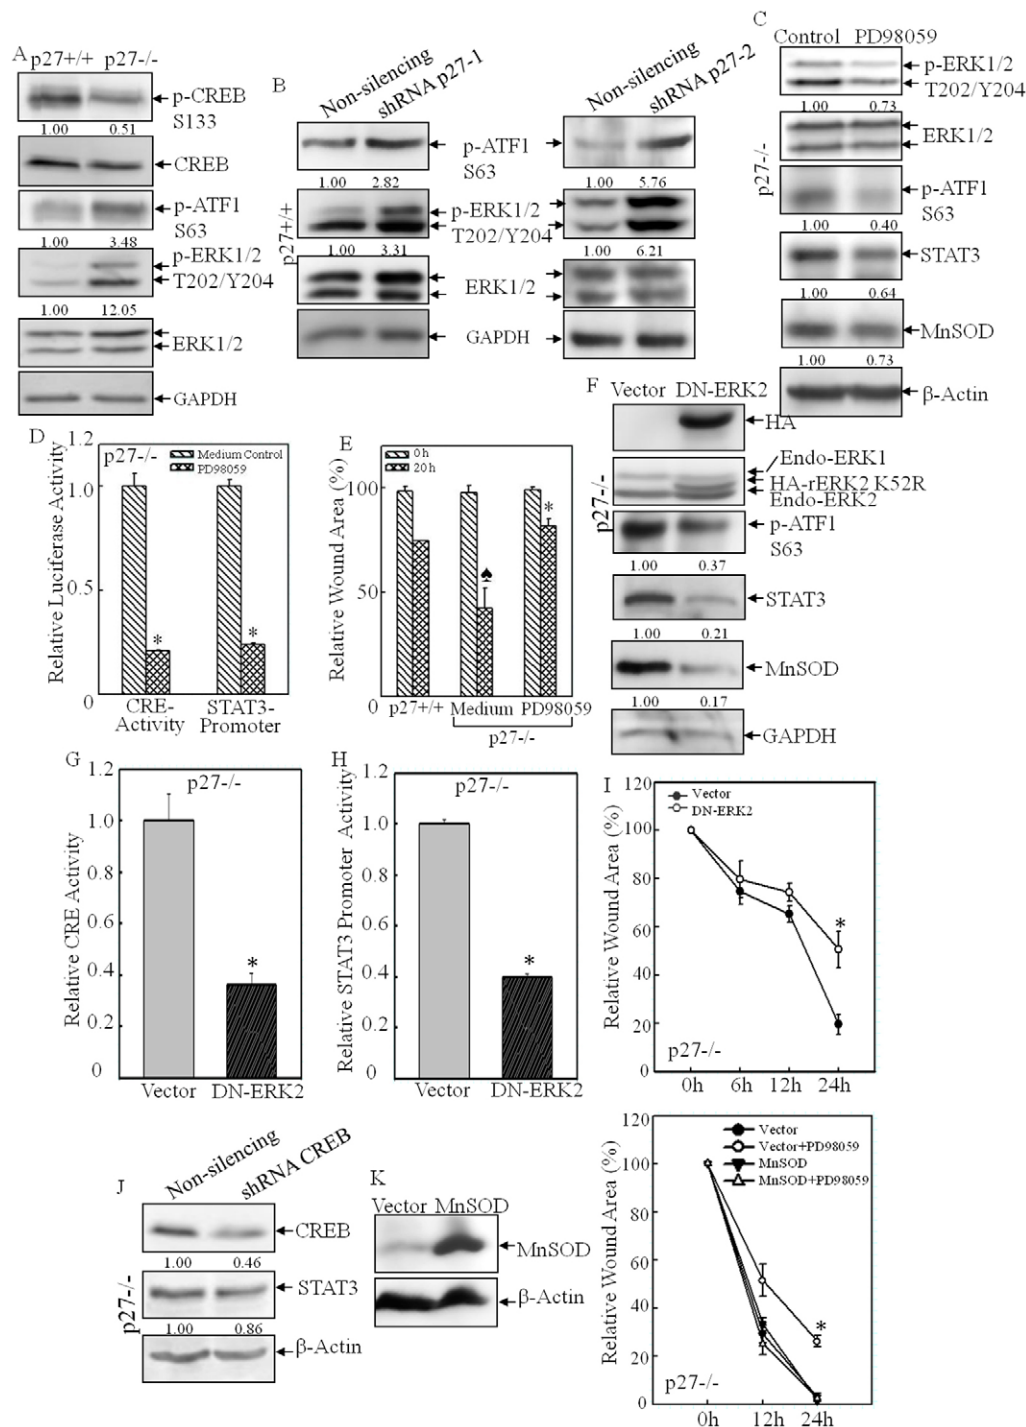 A
p27+/+ p27-/-
p-CREB
S133
1.00 0.51
CREB
p-ATF1
S63
1.00 3.48
p-ERK1/2
T202/Y204
1.00 12.05
ERK1/2
GAPDH
B
Non-silencing
shRNA p27-1
Non-silencing
shRNA p27-2
p27+/+
p-ATF1
S63
1.00 2.82
1.00 5.76
p-ERK1/2
T202/Y204
1.00 3.31
1.00 6.21
ERK1/2
GAPDH
C
Control PD98059
p27-/-
p-ERK1/2
T202/Y204
1.00 0.73
ERK1/2
p-ATF1
S63
1.00 0.40
STAT3
1.00 0.64
MnSOD
1.00 0.73
β-Actin
D
Relative Luciferase Activity
1.2
1.0
0.5
0
p27-/-
Medium Control
PD98059
*
*
CRE-
Activity
STAT3-
Promoter
E
Relative Wound Area (%)
100
50
0
0h
20h
♠
*
p27+/+ Medium PD98059
p27-/-
F
Vector DN-ERK2
p27-/-
HA
Endo-ERK1
HA-rERK2 K52R
Endo-ERK2
p-ATF1
S63
1.00 0.37
STAT3
1.00 0.21
MnSOD
1.00 0.17
GAPDH
G
Relative CRE Activity
1.2
1.0
0.8
0.6
0.4
0.2
0
p27-/-
*
Vector DN-ERK2
H
Relative STAT3 Promoter Activity
1.2
1.0
0.8
0.6
0.4
0.2
0
p27-/-
*
Vector DN-ERK2
I
Relative Wound Area (%)
120
100
80
60
40
20
0
Vector
DN-ERK2
*
p27-/-
0h 6h 12h 24h
J
Non-silencing
shRNA CREB
p27-/-
CREB
1.00 0.46
STAT3
1.00 0.86
β-Actin
K
Vector MnSOD
MnSOD
β-Actin
Relative Wound Area (%)
120
100
80
60
40
20
0
Vector
Vector+PD98059
MnSOD
MnSOD+PD98059
*
p27-/-
0h 12h 24h